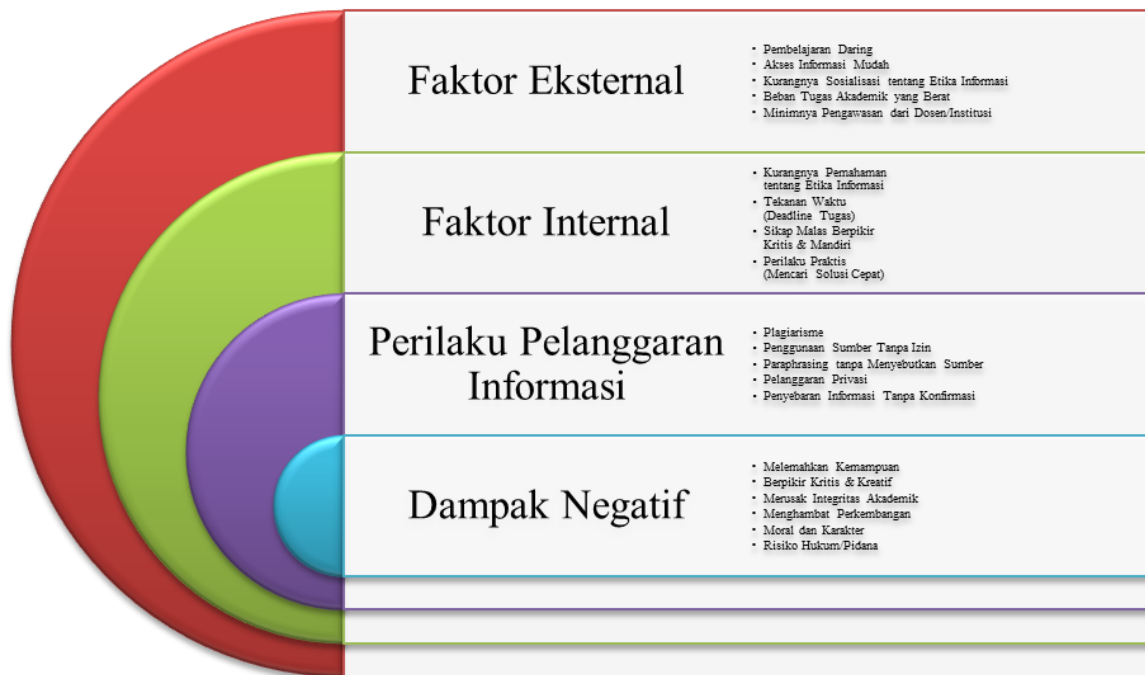 Faktor Eksternal
• Pembelajaran Daring
• Akses Informasi Mudah
• Kurangnya Sosialisasi tentang Etika Informasi
• Beban Tugas Akademik yang Berat
• Minimnya Pengawasan dari Dosen/Institusi
Faktor Internal
• Kurangnya Pemahaman
tentang Etika Informasi
• Tekanan Waktu
(Deadline Tugas)
• Sikap Malas Berpikir
Kritis & Mandiri
• Perilaku Praktis
(Mencari Solusi Cepat)
Perilaku Pelanggaran
Informasi
• Plagiarisme
• Penggunaan Sumber Tanpa Izin
• Paraphrasing tanpa Menyebutkan Sumber
• Pelanggaran Privasi
• Penyebaran Informasi Tanpa Konfirmasi
Dampak Negatif
• Melemahkan Kemampuan
• Berpikir Kritis & Kreatif
• Merusak Integritas Akademik
• Menghambat Perkembangan
• Moral dan Karakter
• Risiko Hukum/Pidana